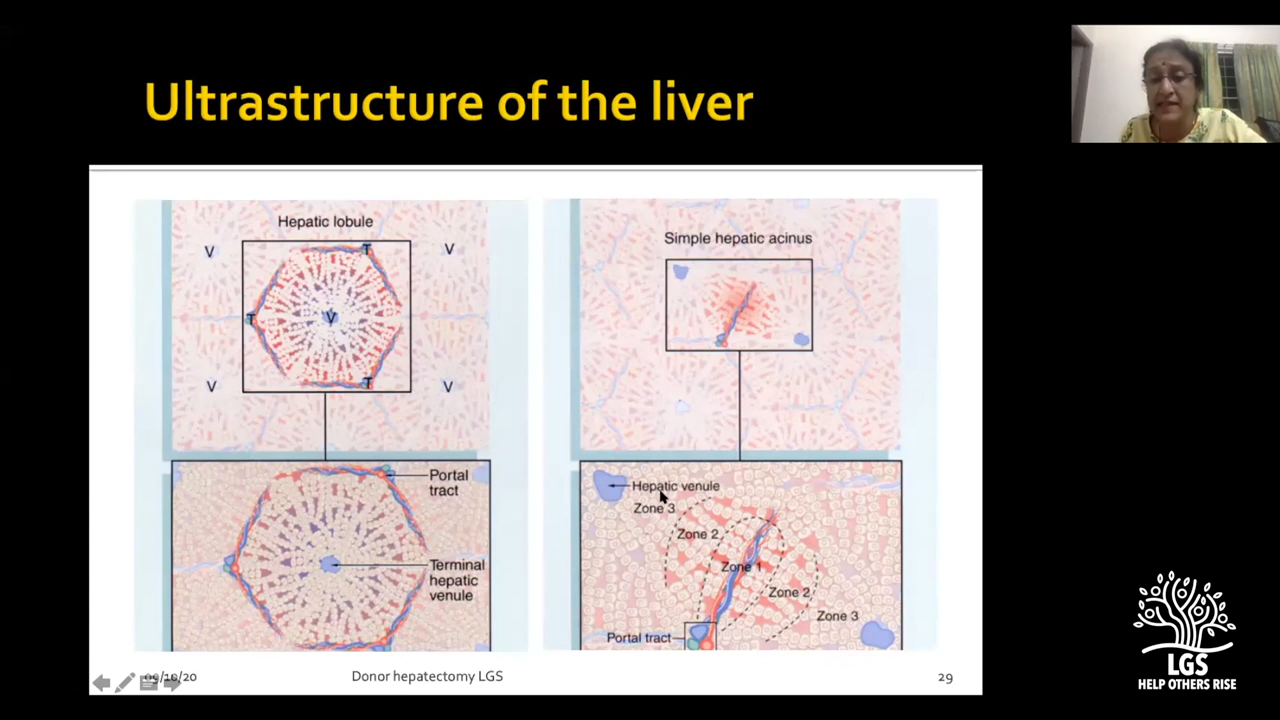 Ultrastructure of the liver
Hepatic lobule
V
T
V
T
V
V
T
V
Portal
tract
Terminal
hepatic
venule
Simple hepatic acinus
Hepatic venule
Zone 3
Zone 2
Zone 1
Zone 2
Zone 3
Portal tract
09/16/20
Donor hepatectomy LGS
29
LGS
HELP OTHERS RISE